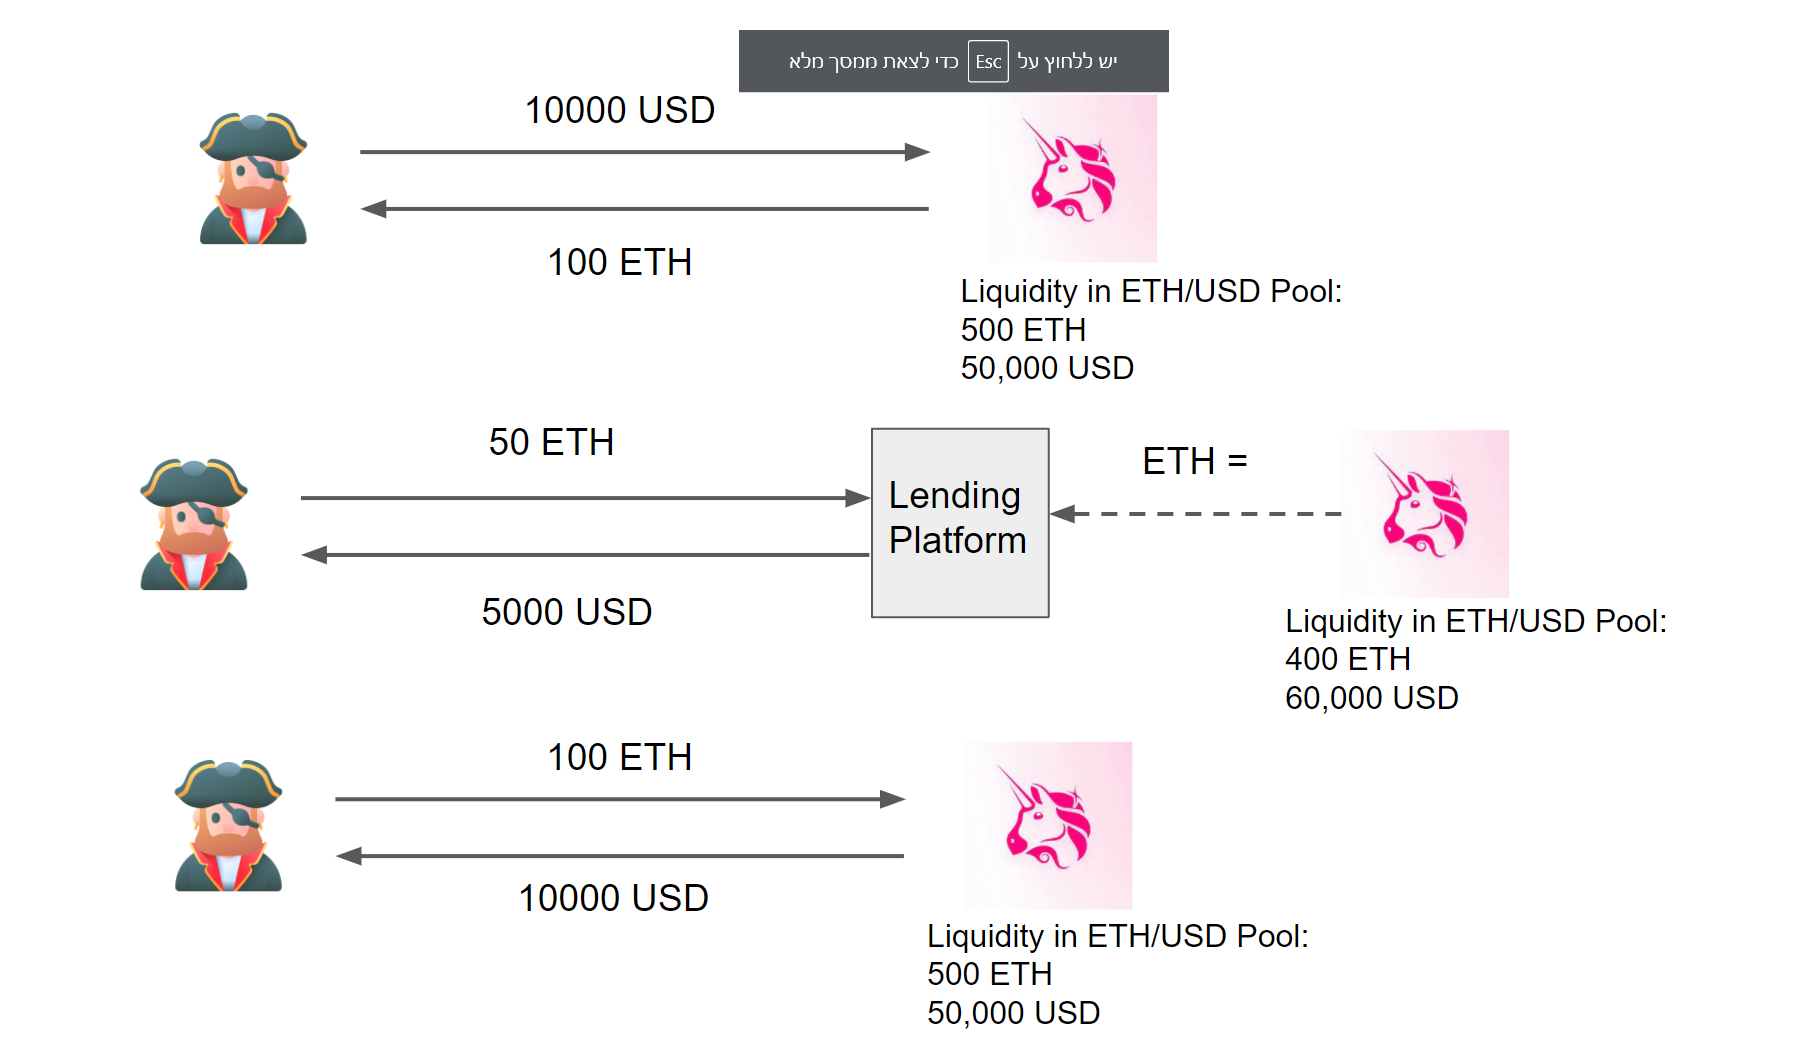 יש ללחוץ על Esc כדי לצאת ממסך מלא
10000 USD
100 ETH
Liquidity in ETH/USD Pool:
500 ETH
50,000 USD
50 ETH
5000 USD
Lending
Platform
ETH =
Liquidity in ETH/USD Pool:
400 ETH
60,000 USD
100 ETH
10000 USD
Liquidity in ETH/USD Pool:
500 ETH
50,000 USD